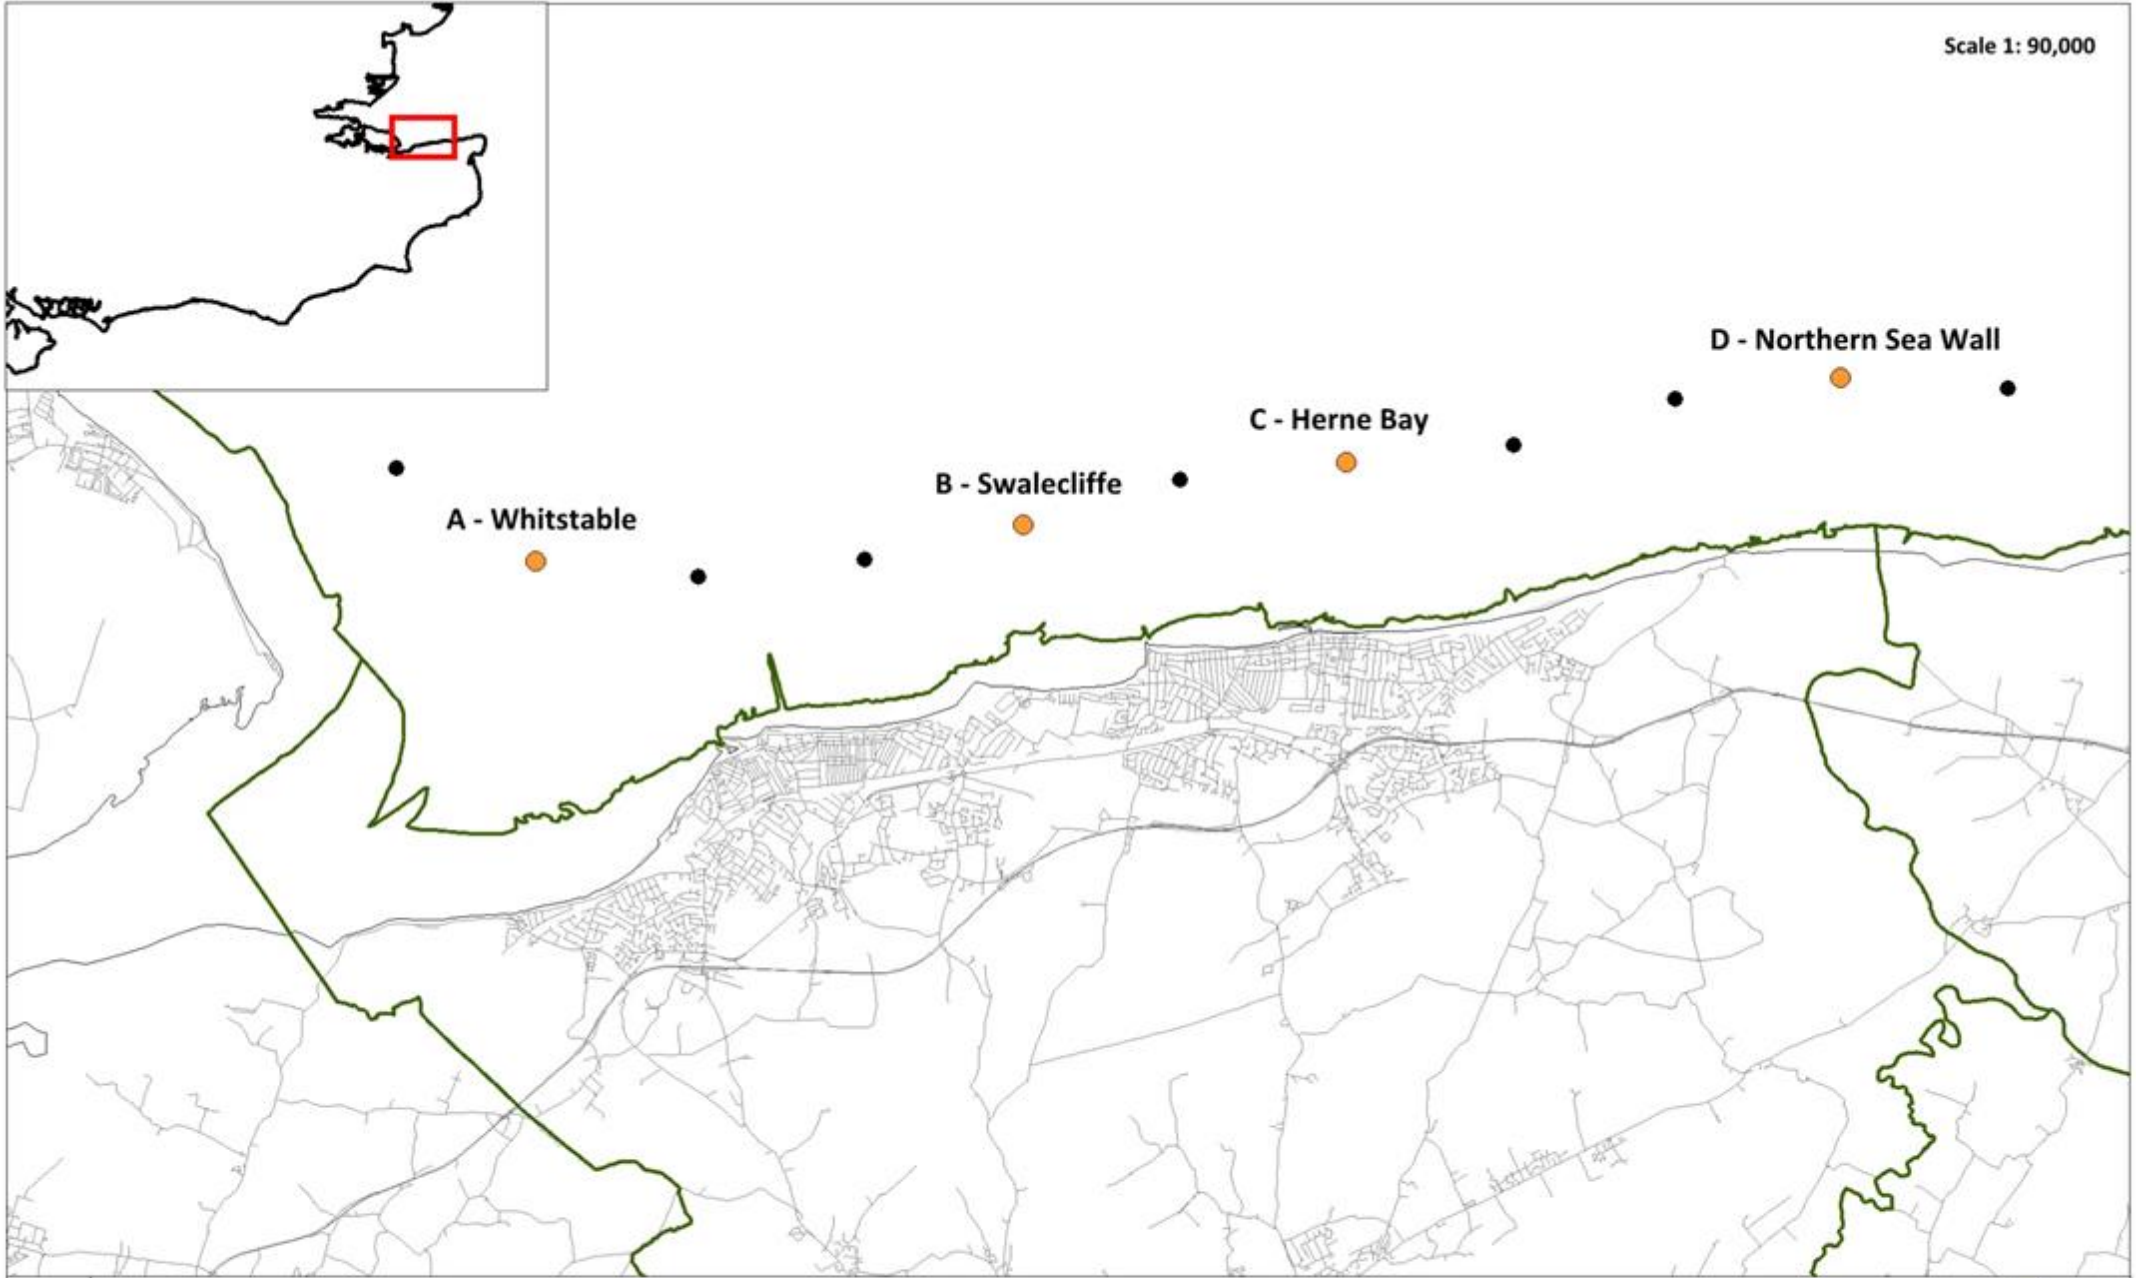 Scale 1: 90,000
D - Northern Sea Wall
C - Herne Bay
B - Swalecliffe
A - Whitstable